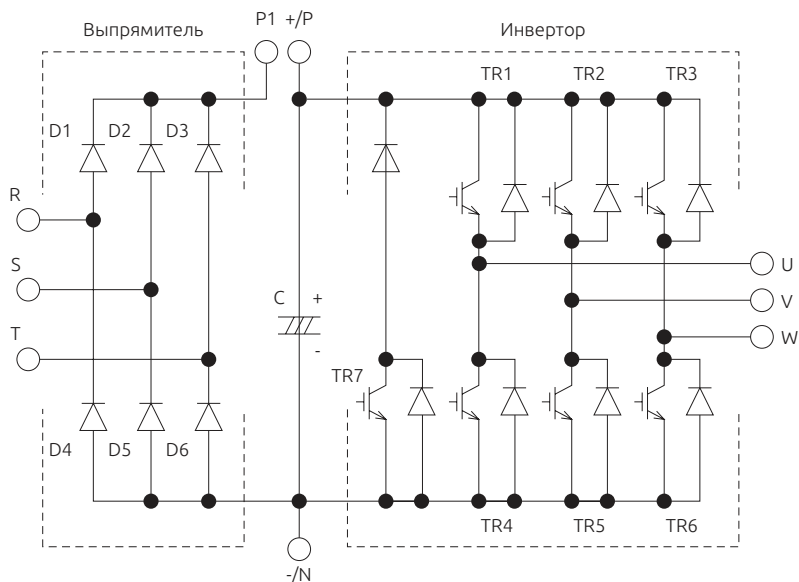 Выпрямитель
P1 +/P
Инвертор
TR1 TR2 TR3
D1 D2 D3
R
S
T
C +
-
U
V
W
TR7
D4 D5 D6
TR4 TR5 TR6
-/N